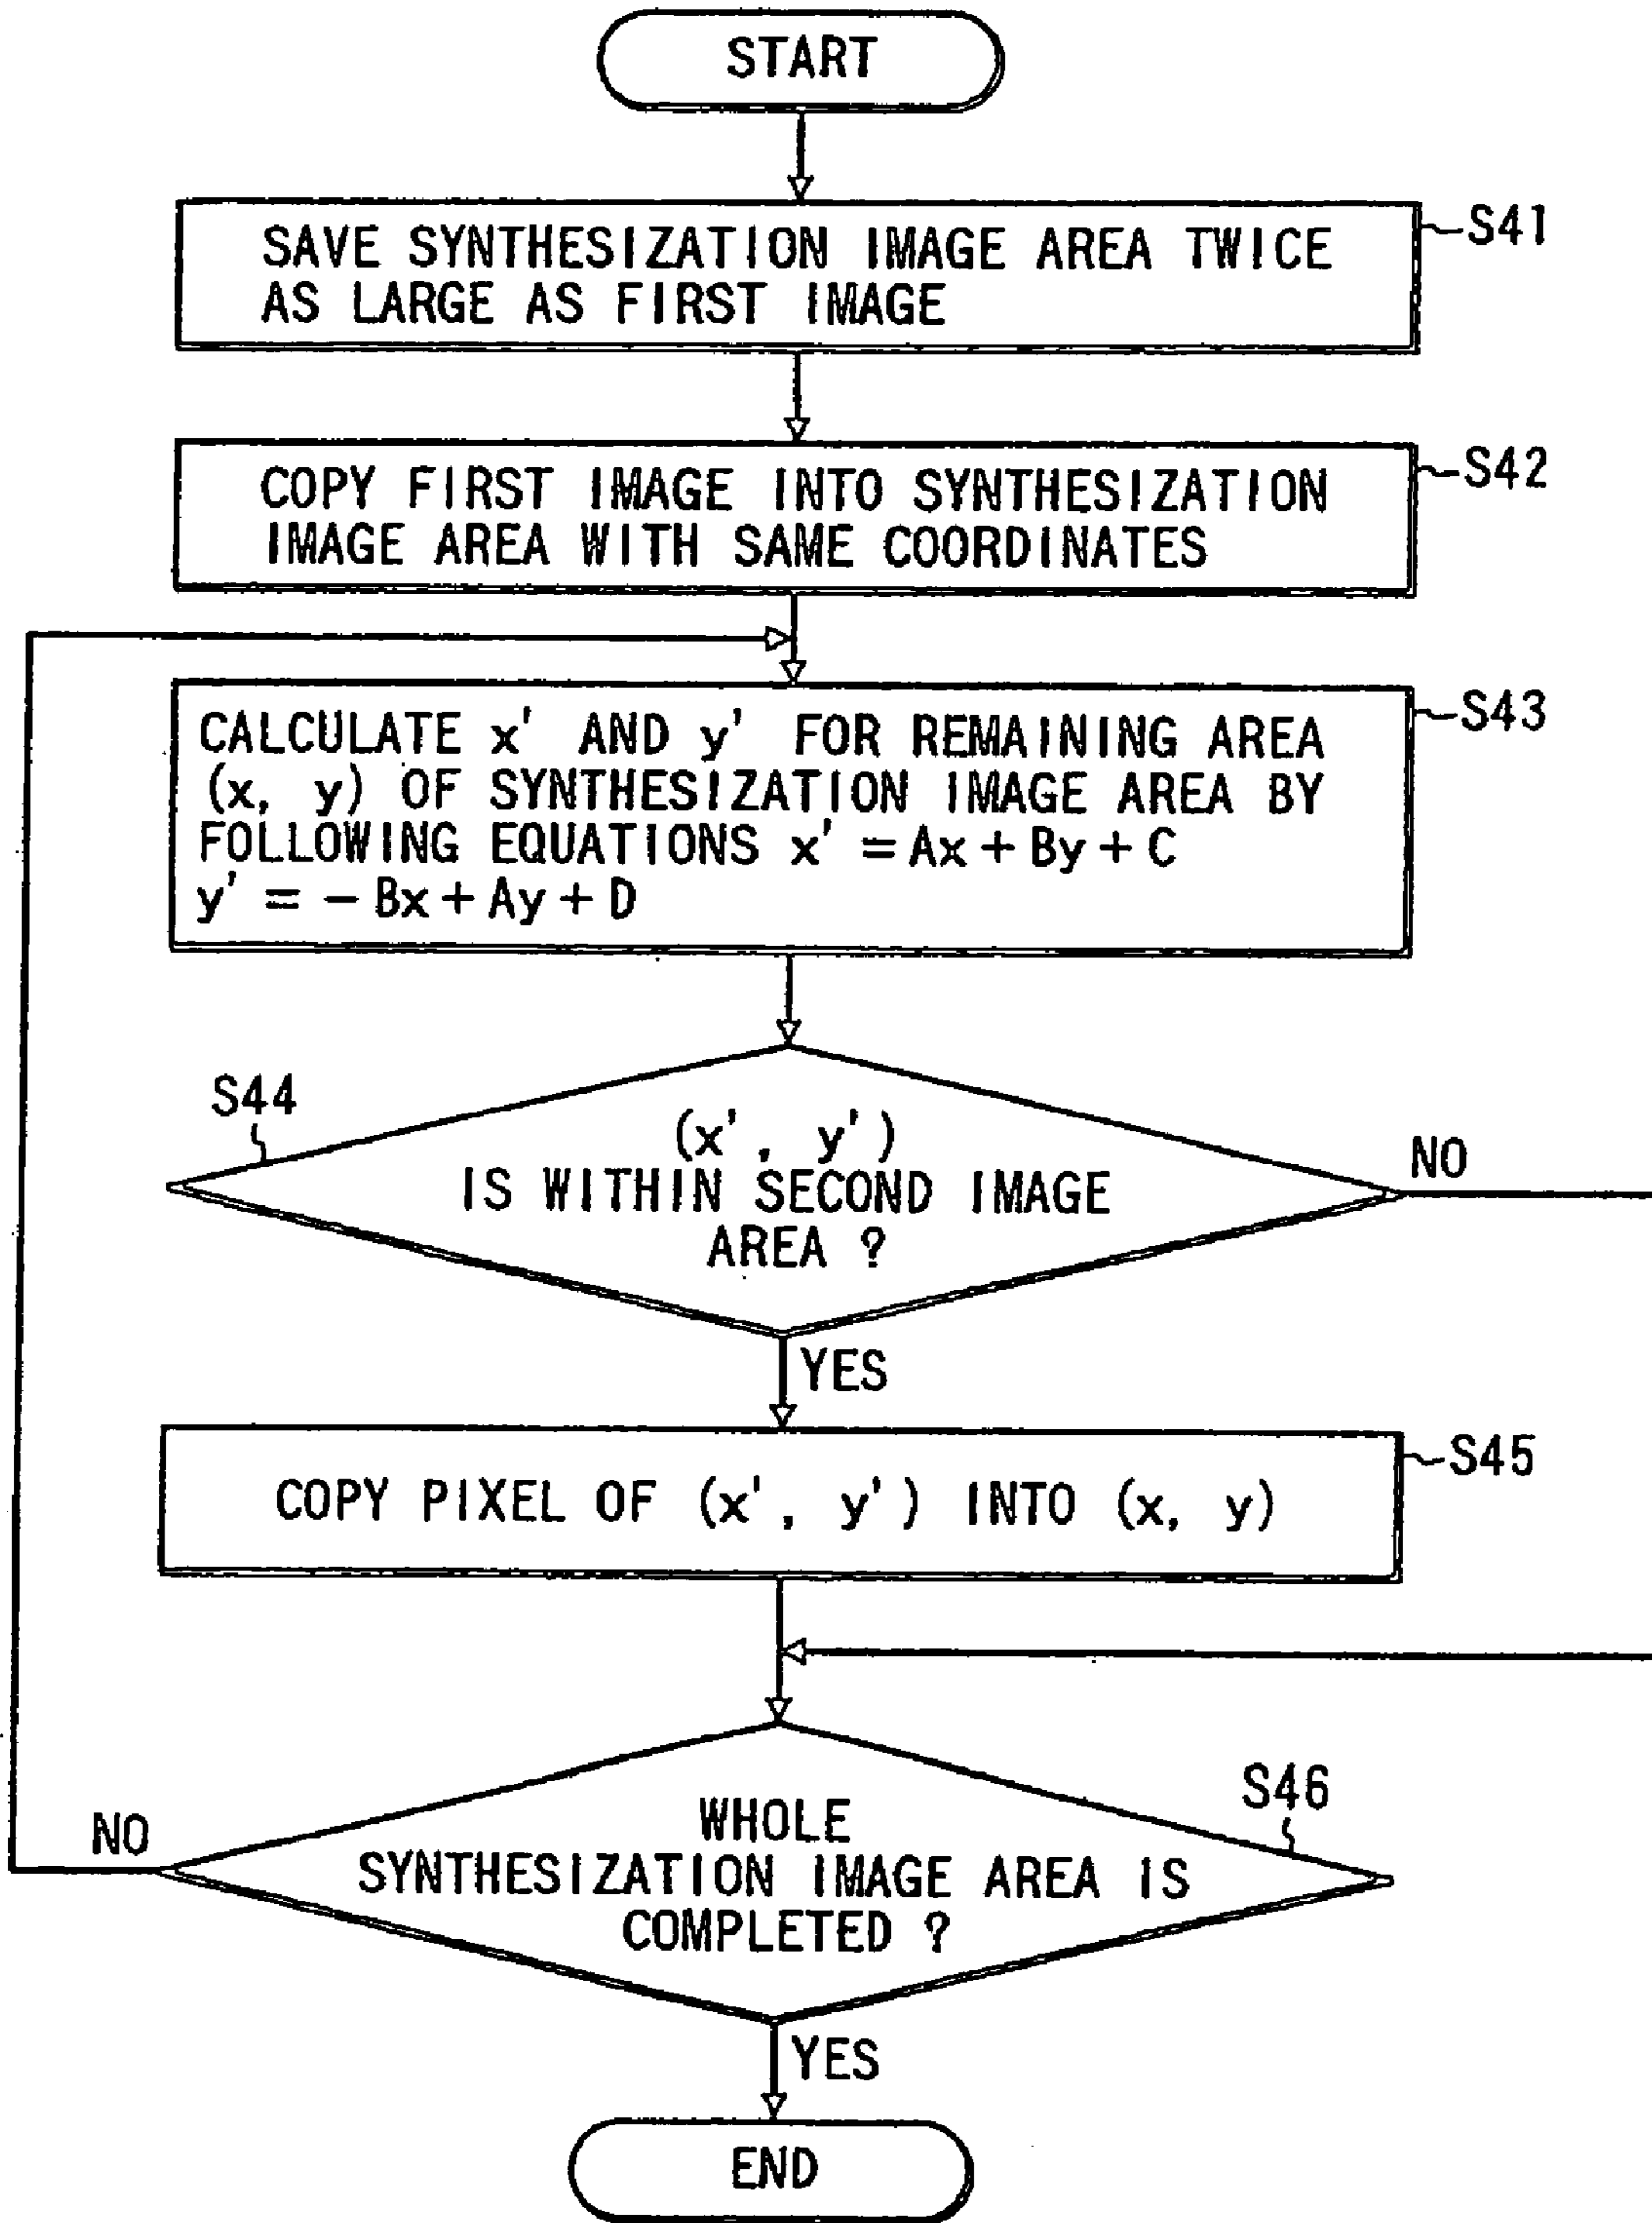 START
SAVE SYNTHESIZATION IMAGE AREA TWICE
AS LARGE AS FIRST IMAGE
S41
COPY FIRST IMAGE INTO SYNTHESIZATION
IMAGE AREA WITH SAME COORDINATES
S42
CALCULATE x' AND y' FOR REMAINING AREA
(x, y) OF SYNTHESIZATION IMAGE AREA BY
FOLLOWING EQUATIONS x' = Ax + By + C
y' = - Bx + Ay + D
S43
S44
(x', y')
IS WITHIN SECOND IMAGE
AREA ?
NO
YES
COPY PIXEL OF (x', y') INTO (x, y)
S45
S46
WHOLE
SYNTHESIZATION IMAGE AREA IS
COMPLETED ?
NO
YES
END